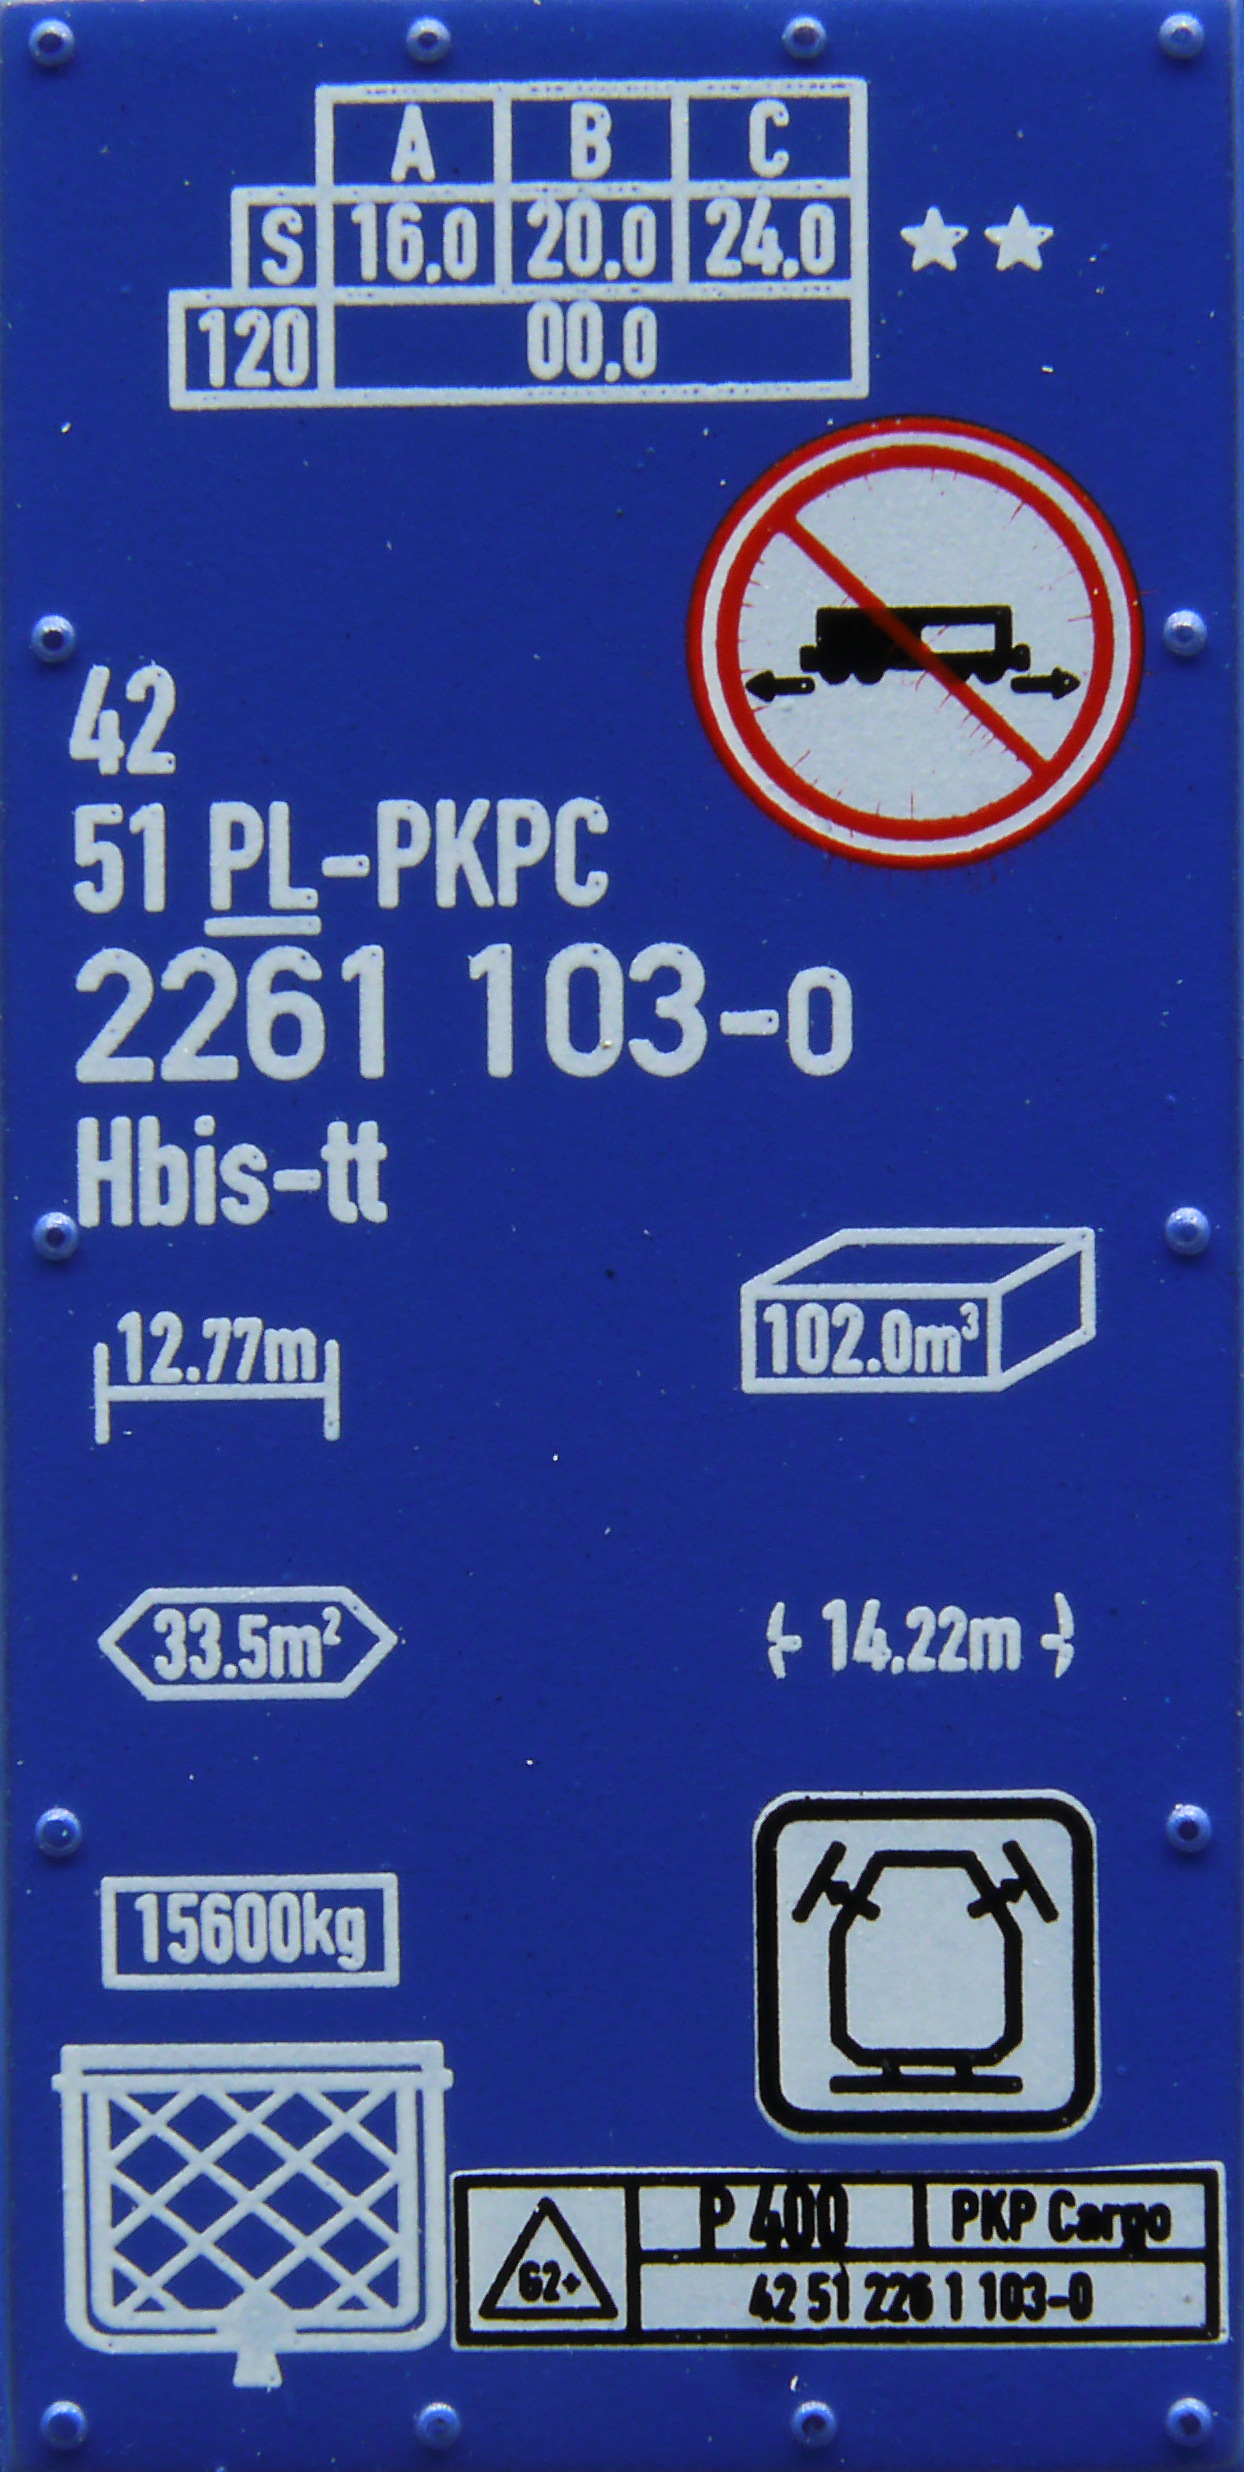 A B C
S 16.0 20.0 24.0 ★★
120 00.0
42
51 PL-PKPC
2261 103-0
Hbis-tt
12.77m
102.0m³
33.5m²
14.22m
15600kg
P 400 PKP Cargo
G2+
42 51 226 1 103-0